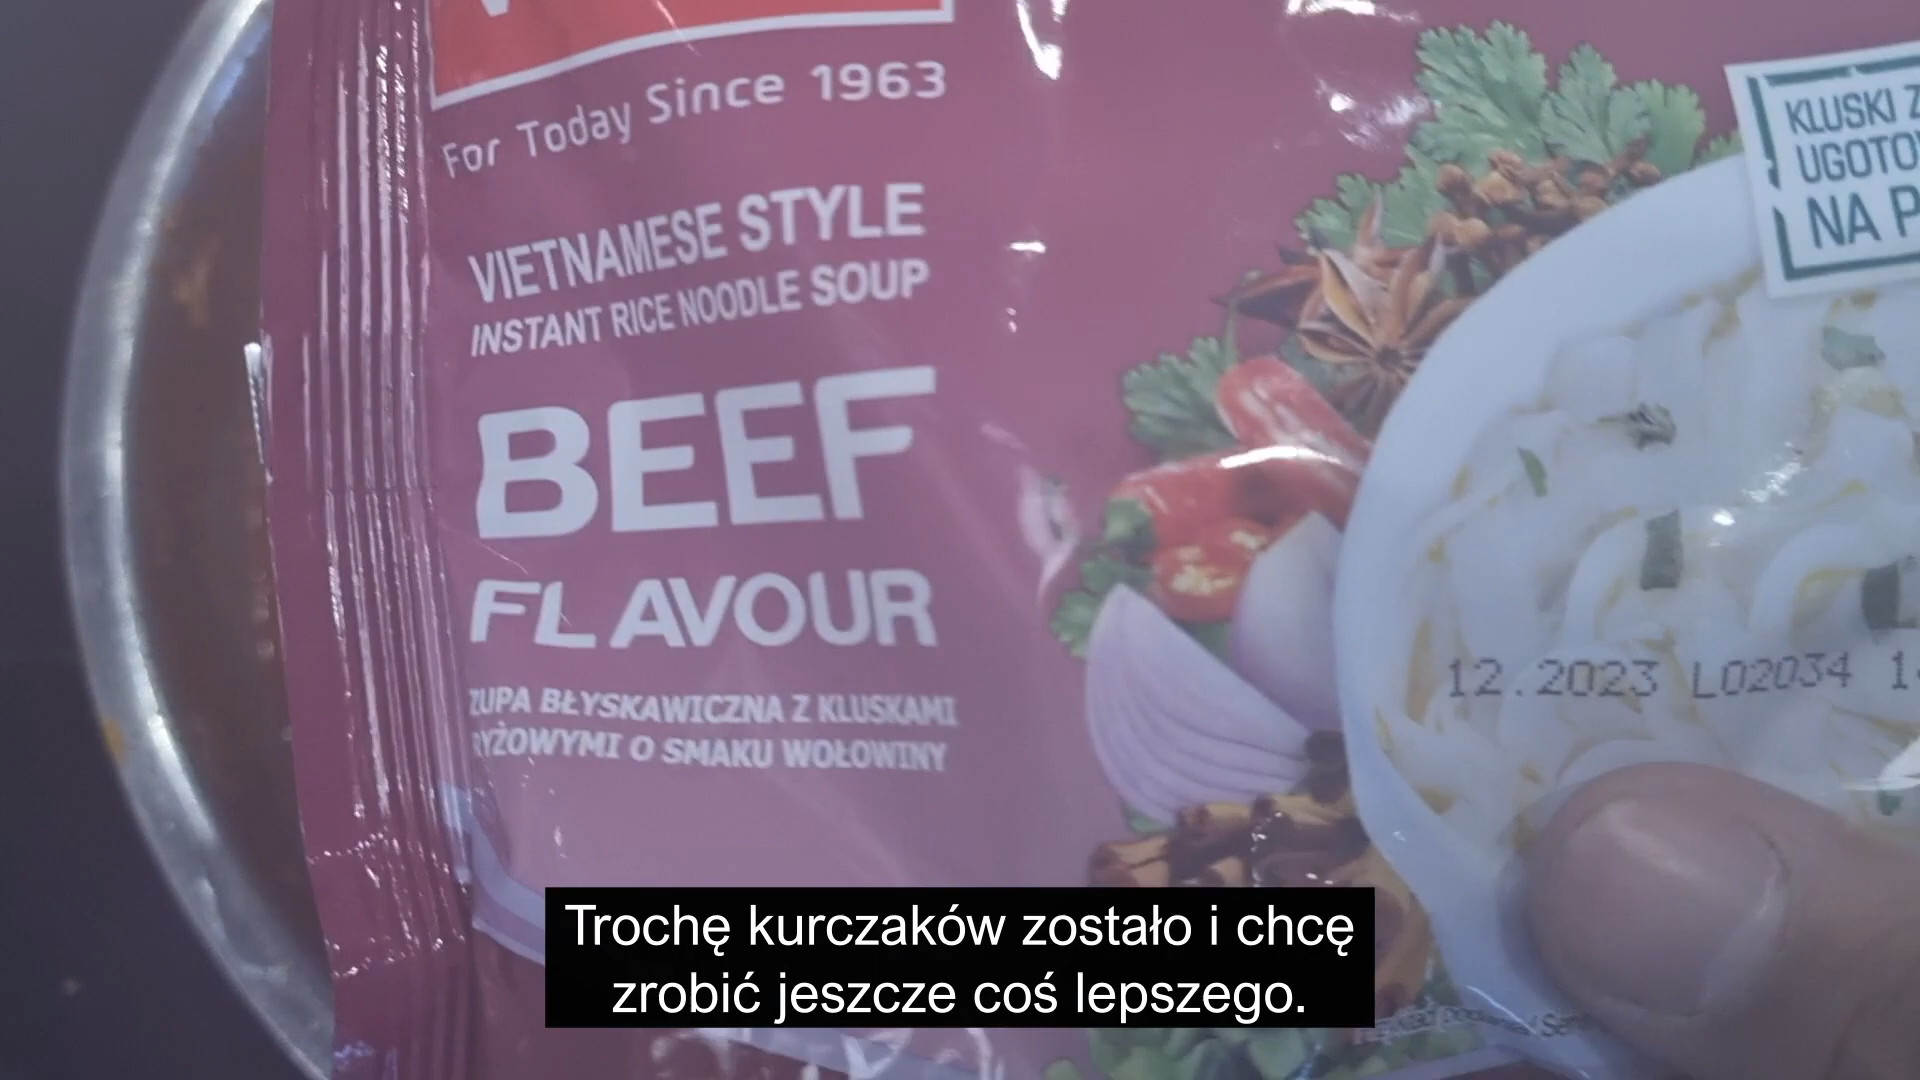 For Today Since 1963
VIETNAMESE STYLE
INSTANT RICE NOODLE SOUP
BEEF
FLAVOUR
ZUPA BŁYSKAWICZNA Z KLUSKAMI
RYŻOWYMI O SMAKU WOŁOWINY
KLUSKI
NA
12.2023 L02034
Trochę kurczaków zostało i chcę
zrobić jeszcze coś lepszego.